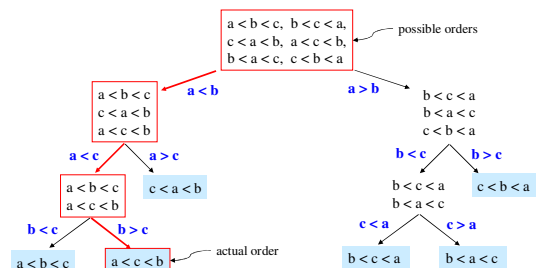 a < b < c, b < c < a,
c < a < b, a < c < b,
b < a < c, c < b < a
possible orders
a < b
a > b
a < b < c
c < a < b
a < c < b
b < c < a
b < a < c
c < b < a
a < c
a > c
b < c
b > c
a < b < c
a < c < b
c < a < b
b < c < a
b < a < c
c < b < a
b < c
b > c
c < a
c > a
actual order
a < b < c
a < c < b
b < c < a
b < a < c